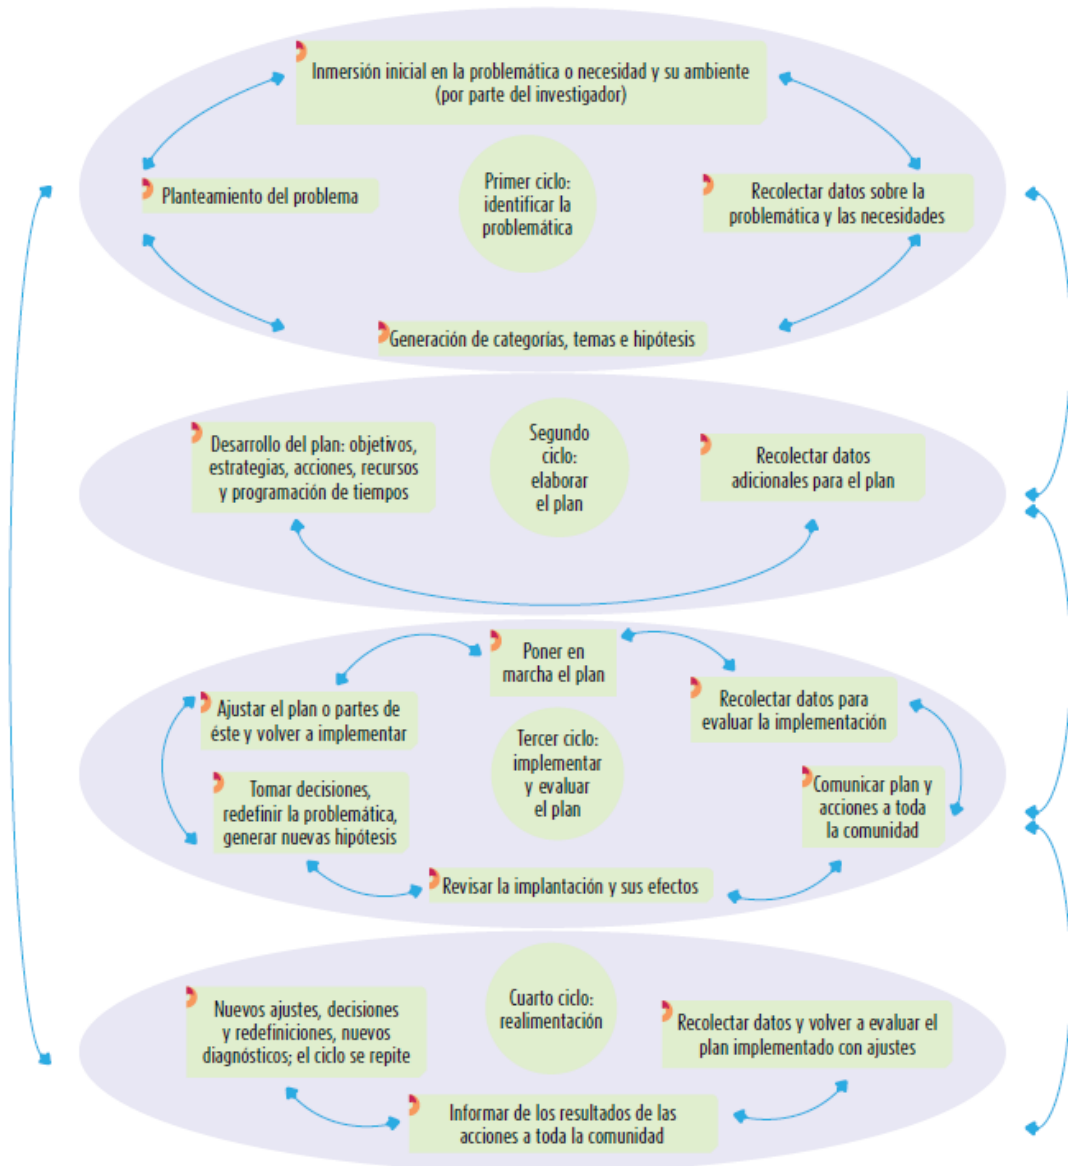 Inmersión inicial en la problemática o necesidad y su ambiente
(por parte del investigador)
Planteamiento del problema
Primer ciclo:
identificar la
problemática
Recolectar datos sobre la
problemática y las necesidades
Generación de categorías, temas e hipótesis
Desarrollo del plan: objetivos,
estrategias, acciones, recursos
y programación de tiempos
Segundo
ciclo:
elaborar
el plan
Recolectar datos
adicionales para el plan
Poner en
marcha el plan
Ajustar el plan o partes de
éste y volver a implementar
Recolectar datos para
evaluar la implementación
Tercer ciclo:
implementar
y evaluar
el plan
Tomar decisiones,
redefinir la problemática,
generar nuevas hipótesis
Comunicar plan y
acciones a toda
la comunidad
Revisar la implantación y sus efectos
Nuevos ajustes, decisiones
y redefiniciones, nuevos
diagnósticos; el ciclo se repite
Cuarto ciclo:
realimentación
Recolectar datos y volver a evaluar el
plan implementado con ajustes
Informar de los resultados de las
acciones a toda la comunidad